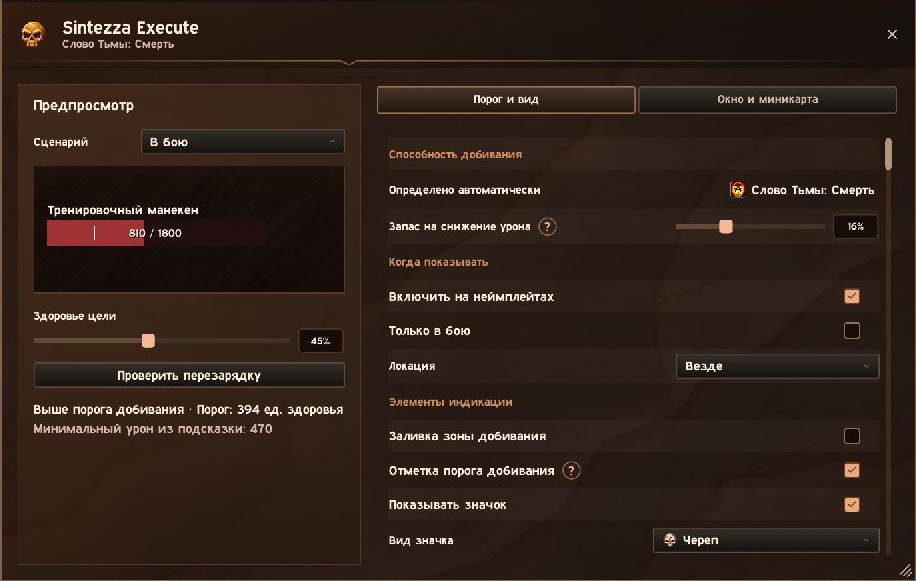 Sintezza Execute
Слово Тьмы: Смерть
Предпросмотр
Сценарий
В бою
Тренировочный манекен
810 / 1800
Здоровье цели
45%
Проверить перезарядку
Выше порога добивания · Порог: 394 ед. здоровья
Минимальный урон из подсказки: 470
Порог и вид
Окно и миникарта
Способность добивания
Определено автоматически
Слово Тьмы: Смерть
Запас на снижение урона ?
16%
Когда показывать
Включить на неймплейтах
Только в бою
Локация
Везде
Элементы индикации
Заливка зоны добивания
Отметка порога добивания ?
Показывать значок
Вид значка
Череп